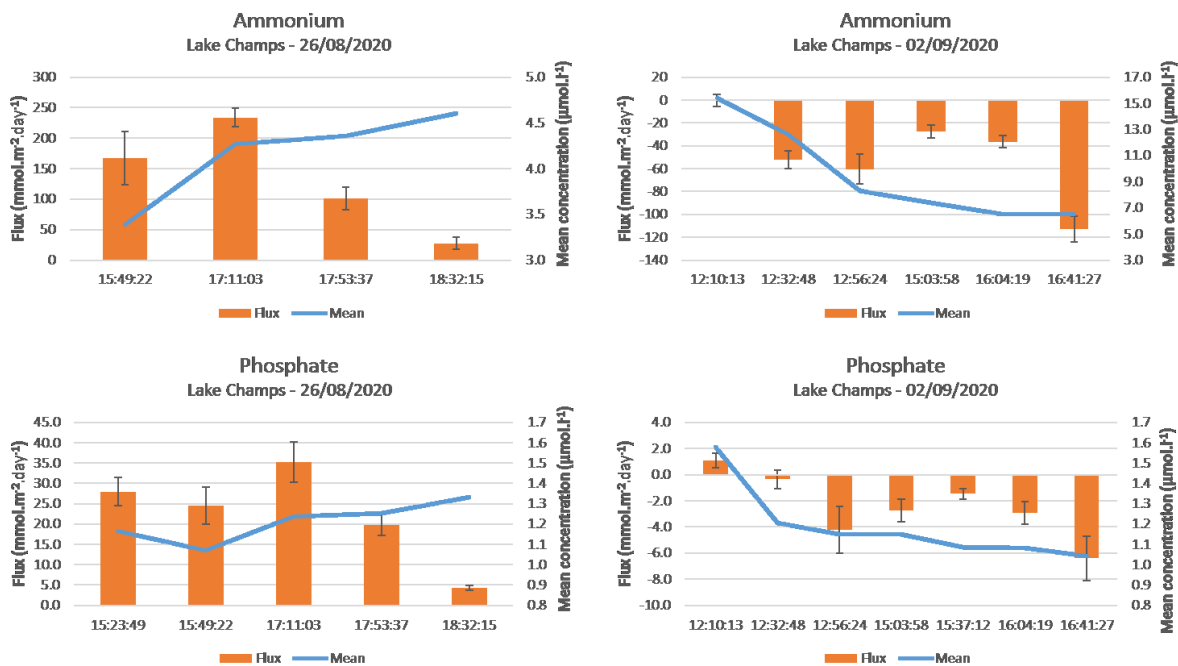 Ammonium
Lake Champs - 26/08/2020
Flux (mmol.m⁻².day⁻¹)
300
250
200
150
100
50
0
5.0
4.5
4.0
3.5
3.0
Mean concentration (µmol.l⁻¹)
15:49:22 17:11:03 17:53:37 18:32:15
Flux Mean
Ammonium
Lake Champs - 02/09/2020
Flux (mmol.m⁻².day⁻¹)
20
0
-20
-40
-60
-80
-100
-120
-140
17.0
15.0
13.0
11.0
9.0
7.0
5.0
3.0
Mean concentration (µmol.l⁻¹)
12:10:13 12:32:48 12:56:24 15:03:58 16:04:19 16:41:27
Flux Mean
Phosphate
Lake Champs - 26/08/2020
Flux (mmol.m⁻².day⁻¹)
45.0
40.0
35.0
30.0
25.0
20.0
15.0
10.0
5.0
0.0
1.7
1.6
1.5
1.4
1.3
1.2
1.1
1.0
0.9
0.8
Mean concentration (µmol.l⁻¹)
15:23:49 15:49:22 17:11:03 17:53:37 18:32:15
Flux Mean
Phosphate
Lake Champs - 02/09/2020
Flux (mmol.m⁻².day⁻¹)
4.0
2.0
0.0
-2.0
-4.0
-6.0
-8.0
-10.0
1.7
1.6
1.5
1.4
1.3
1.2
1.1
1.0
0.9
0.8
Mean concentration (µmol.l⁻¹)
12:10:13 12:32:48 12:56:24 15:03:58 15:37:12 16:04:19 16:41:27
Flux Mean